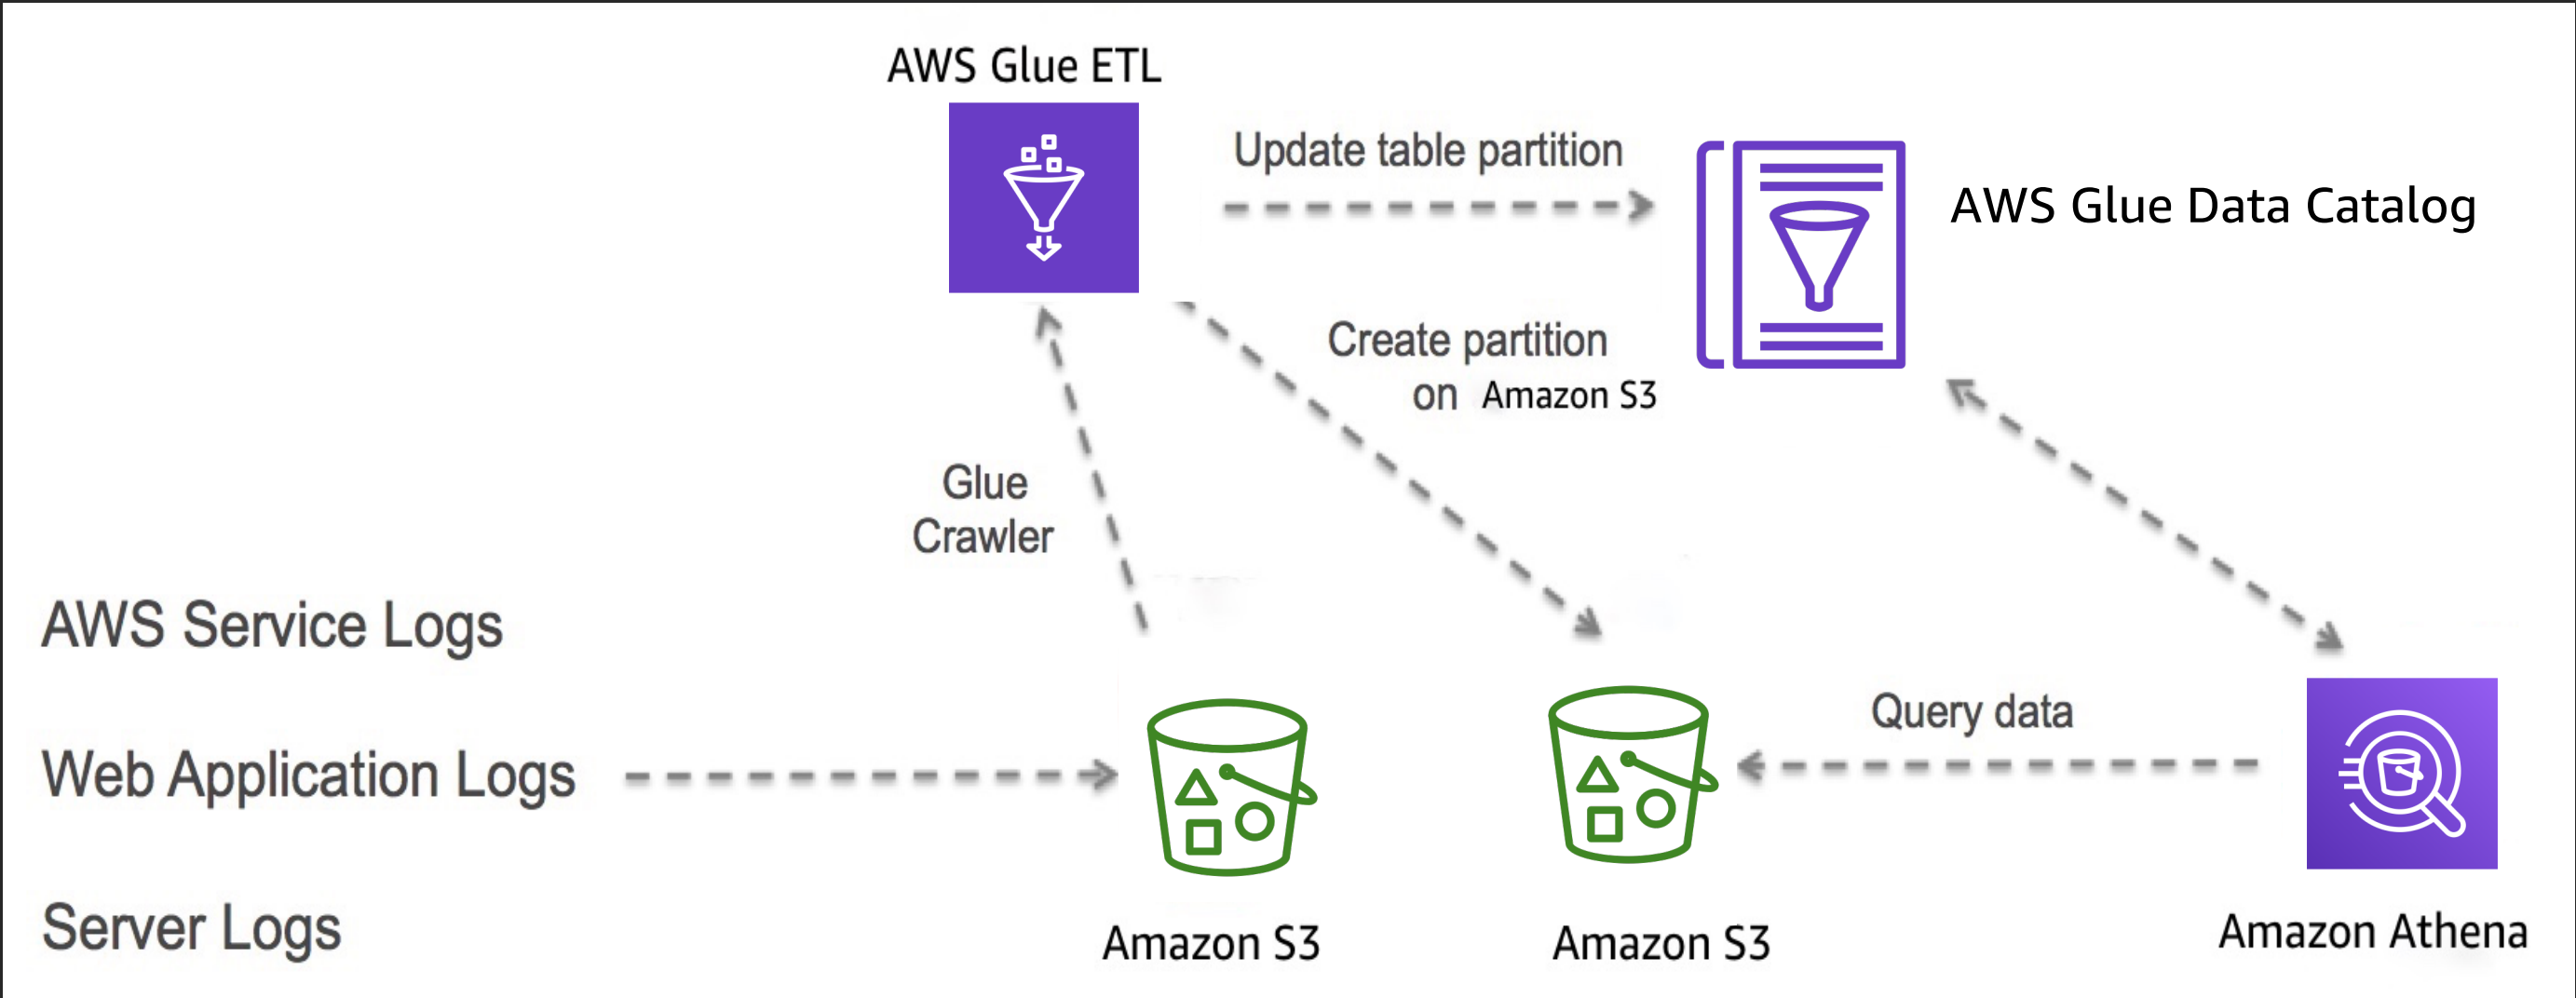 AWS Glue ETL
Update table partition
AWS Glue Data Catalog
Create partition
on Amazon S3
Glue
Crawler
AWS Service Logs
Web Application Logs
Query data
Server Logs
Amazon S3
Amazon S3
Amazon Athena